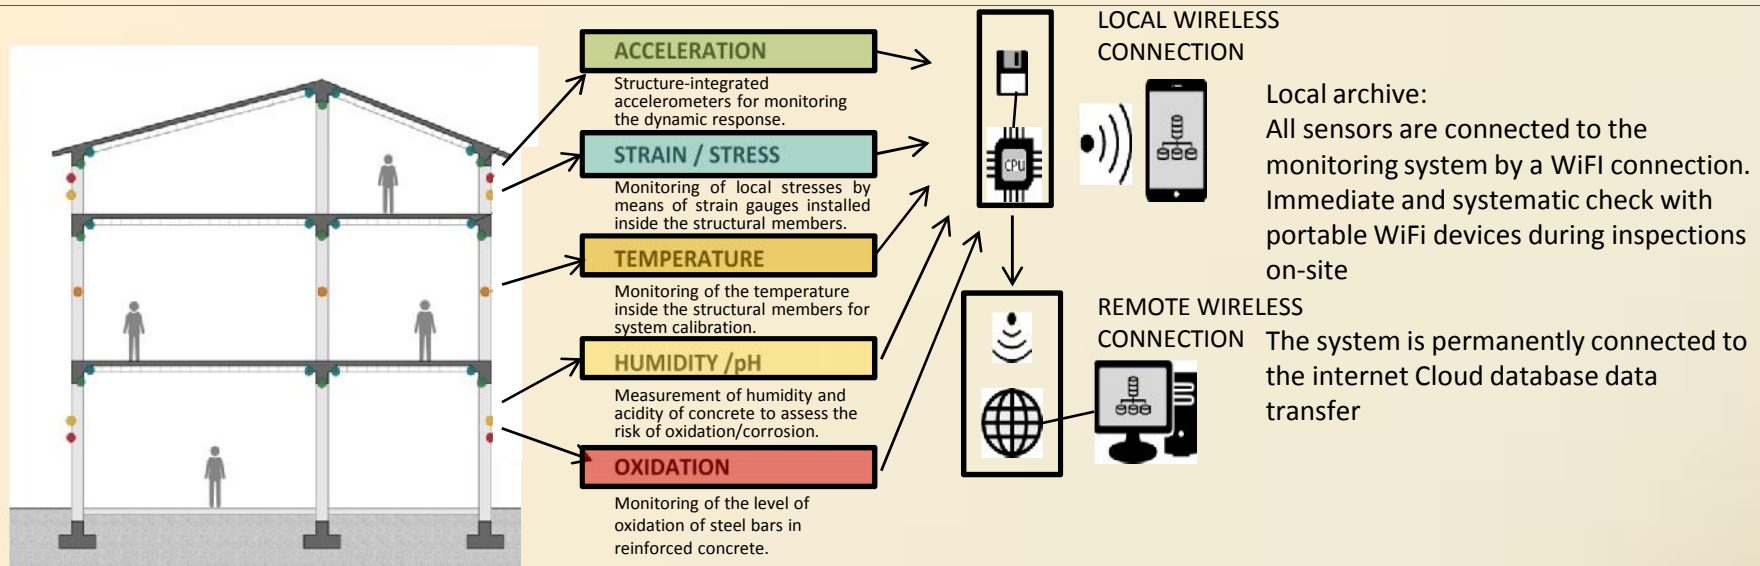 ACCELERATION
Structure-integrated
accelerometers for monitoring
the dynamic response.
STRAIN / STRESS
Monitoring of local stresses by
means of strain gauges installed
inside the structural members.
TEMPERATURE
Monitoring of the temperature
inside the structural members for
system calibration.
HUMIDITY /pH
Measurement of humidity and
acidity of concrete to assess the
risk of oxidation/corrosion.
OXIDATION
Monitoring of the level of
oxidation of steel bars in
reinforced concrete.
CPU
LOCAL WIRELESS
CONNECTION
Local archive:
All sensors are connected to the
monitoring system by a WiFI connection.
Immediate and systematic check with
portable WiFi devices during inspections
on-site
REMOTE WIRELESS
CONNECTION
The system is permanently connected to
the internet Cloud database data
transfer